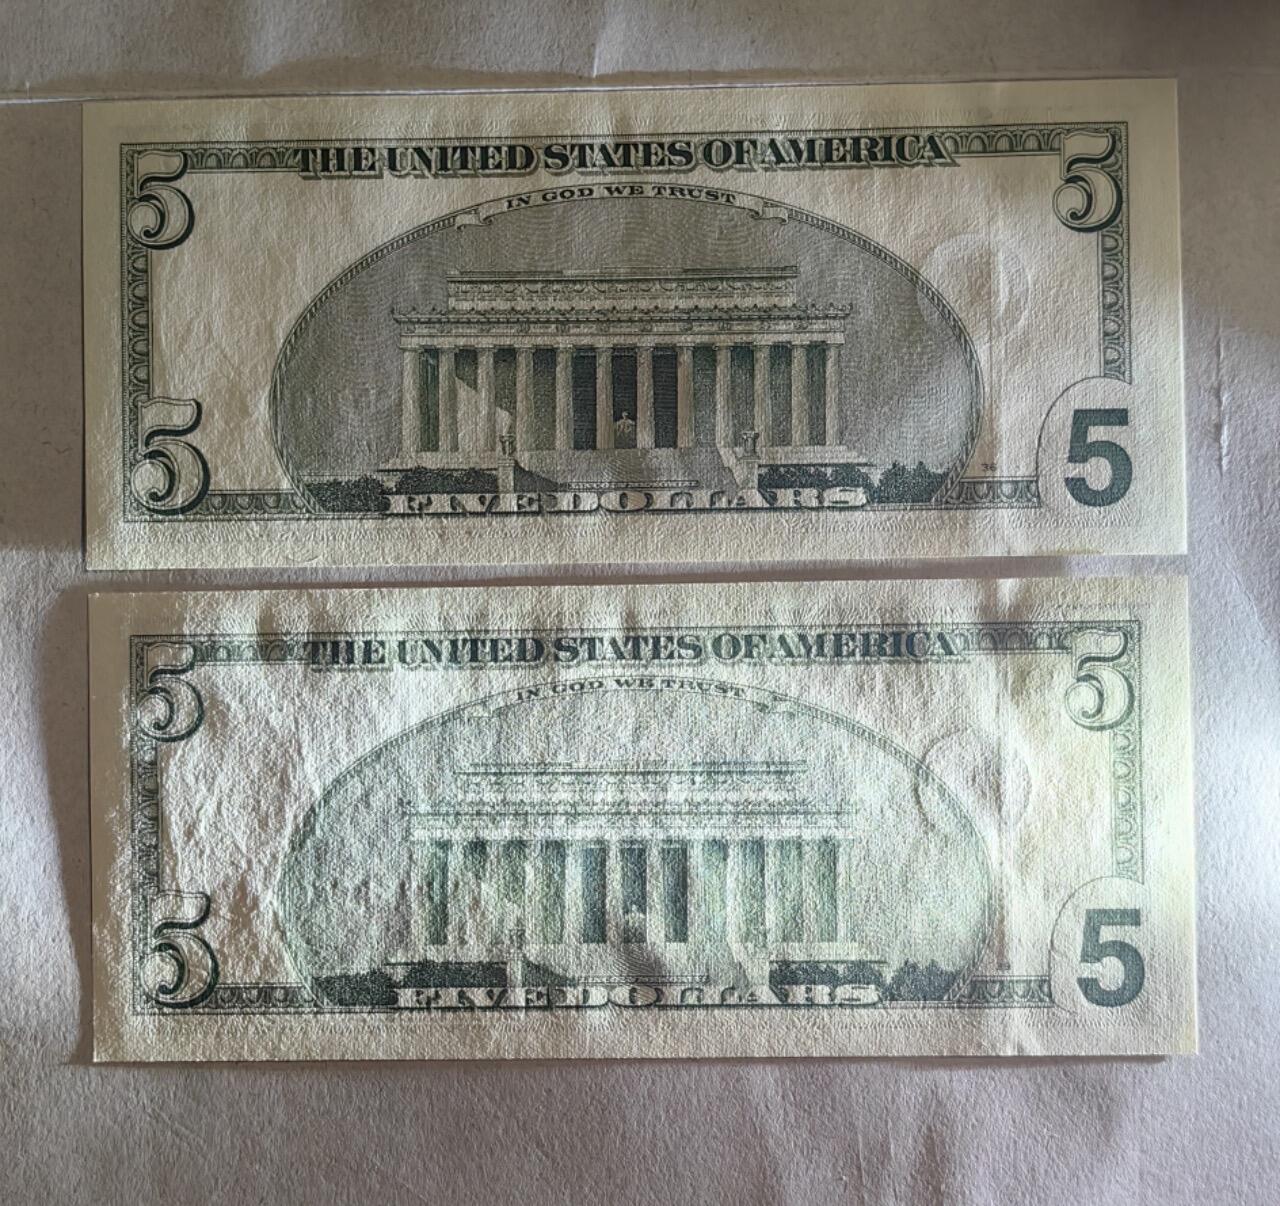 5 THE UNITED STATES OF AMERICA 5
IN GOD WE TRUST
36
5 FIVE DOLLARS 5
5 THE UNITED STATES OF AMERICA 5
IN GOD WE TRUST
5 FIVE DOLLARS 5